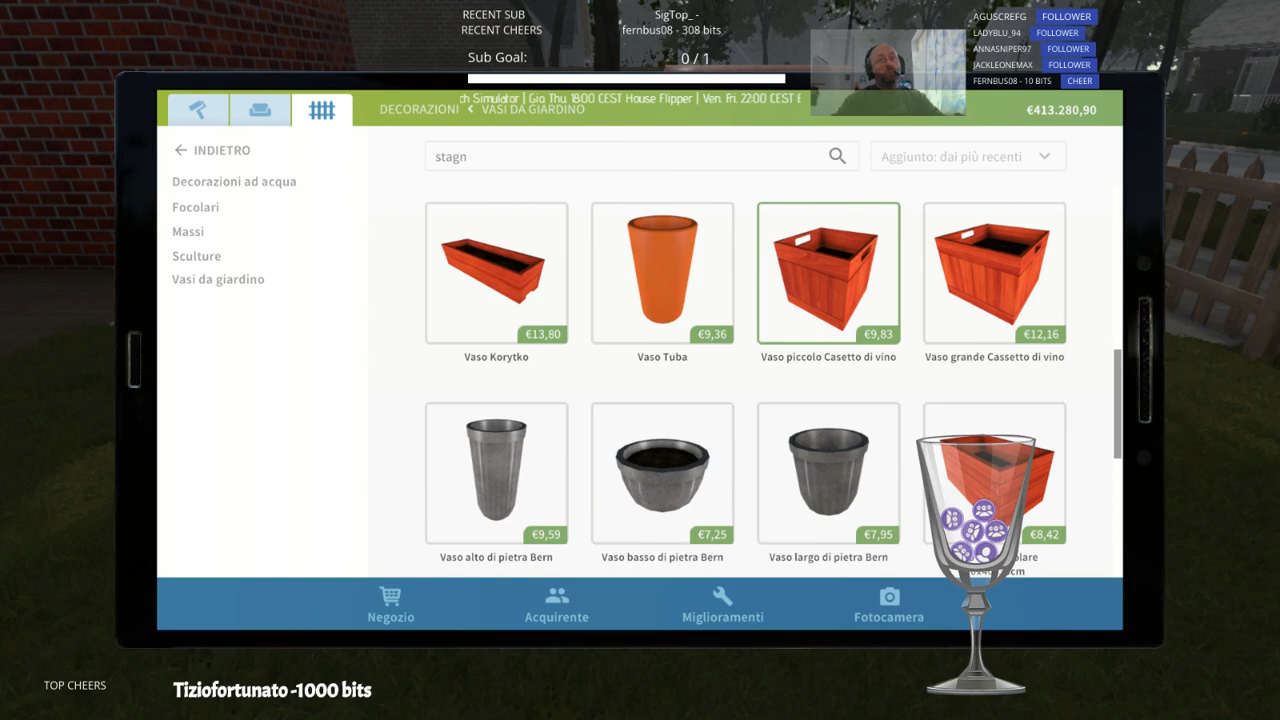 RECENT SUB
SigTop_ -
RECENT CHEERS
fernbus08 - 308 bits
Sub Goal:
0 / 1
AGUSCREFG FOLLOWER
LADYBLU_94 FOLLOWER
ANNASNIPER97 FOLLOWER
JACKLEONEMAX FOLLOWER
FERNBUS08 - 10 BITS CHEER
ch Simulator | Gio Thu. 18:00 CEST House Flipper | Ven. Fri. 22:00 CEST E
DECORAZIONI < VASI DA GIARDINO
€413.280,90
← INDIETRO
Decorazioni ad acqua
Focolari
Massi
Sculture
Vasi da giardino
stagn
Aggiunto: dai più recenti
€13,80
€9,36
€9,83
€12,16
Vaso Korytko
Vaso Tuba
Vaso piccolo Casetto di vino
Vaso grande Cassetto di vino
€9,59
€7,25
€7,95
€8,42
Vaso alto di pietra Bern
Vaso basso di pietra Bern
Vaso largo di pietra Bern
olare
cm
Negozio
Acquirente
Miglioramenti
Fotocamera
TOP CHEERS
Tiziofortunato -1000 bits